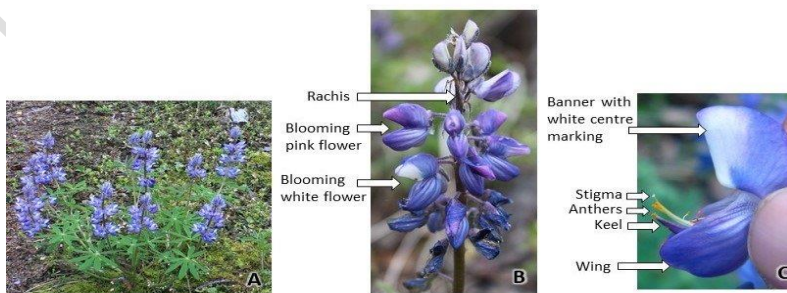 A
Rachis
Blooming
pink flower
Blooming
white flower
B
Banner with
white centre
marking
Stigma
Anthers
Keel
Wing
C